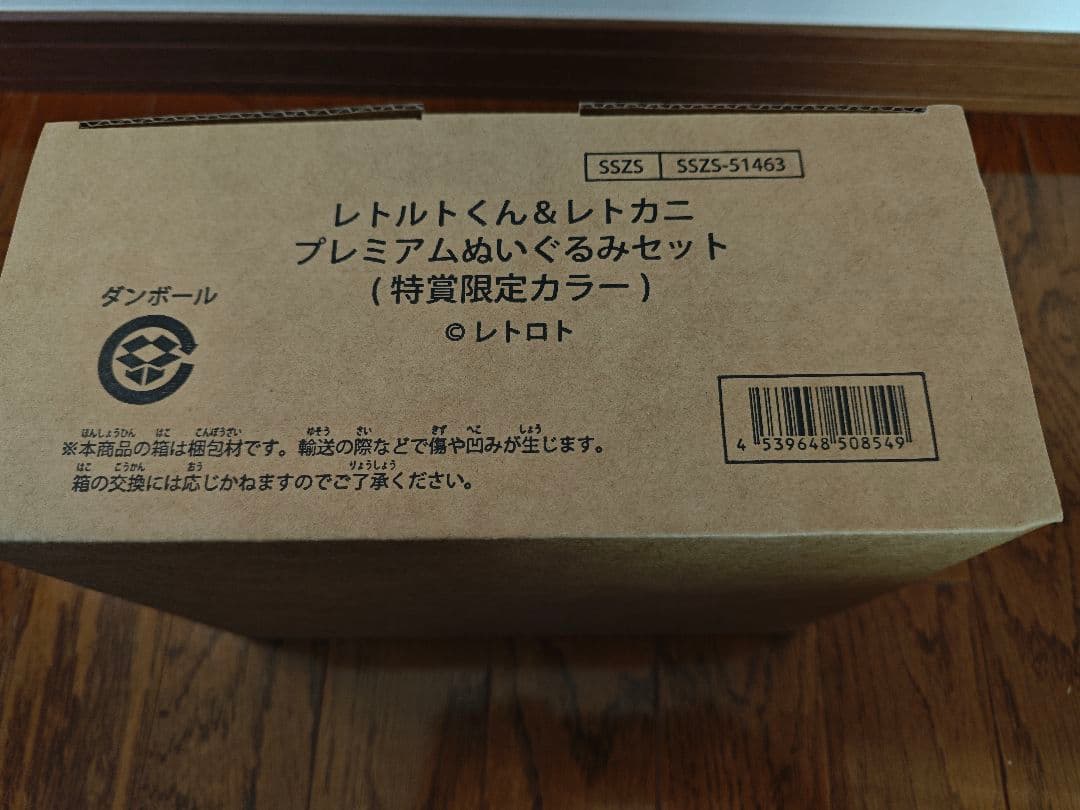 SSZS SSZS-51463
レトルトくん&レトカニ
プレミアムぬいぐるみセット
(特賞限定カラー)
©レトロト
ダンボール
ほんしょうひん はこ こんぽうざい ゆそう さい きず へこ しょう
※本商品の箱は梱包材です。輸送の際などで傷や凹みが生じます。
はこ こうかん おう りょうしょう
箱の交換には応じかねますのでご了承ください。
4 539648 508549